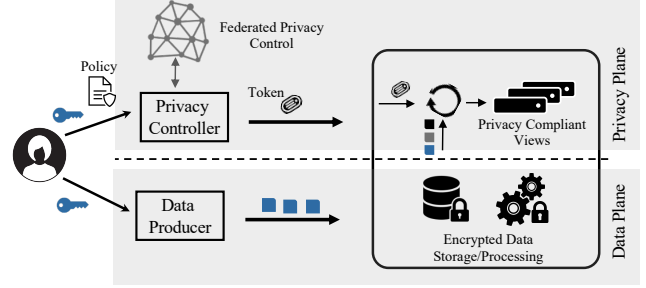 Federated Privacy
Control
Policy
Privacy
Controller
Token
Privacy Compliant
Views
Privacy Plane
Data
Producer
Encrypted Data
Storage/Processing
Data Plane